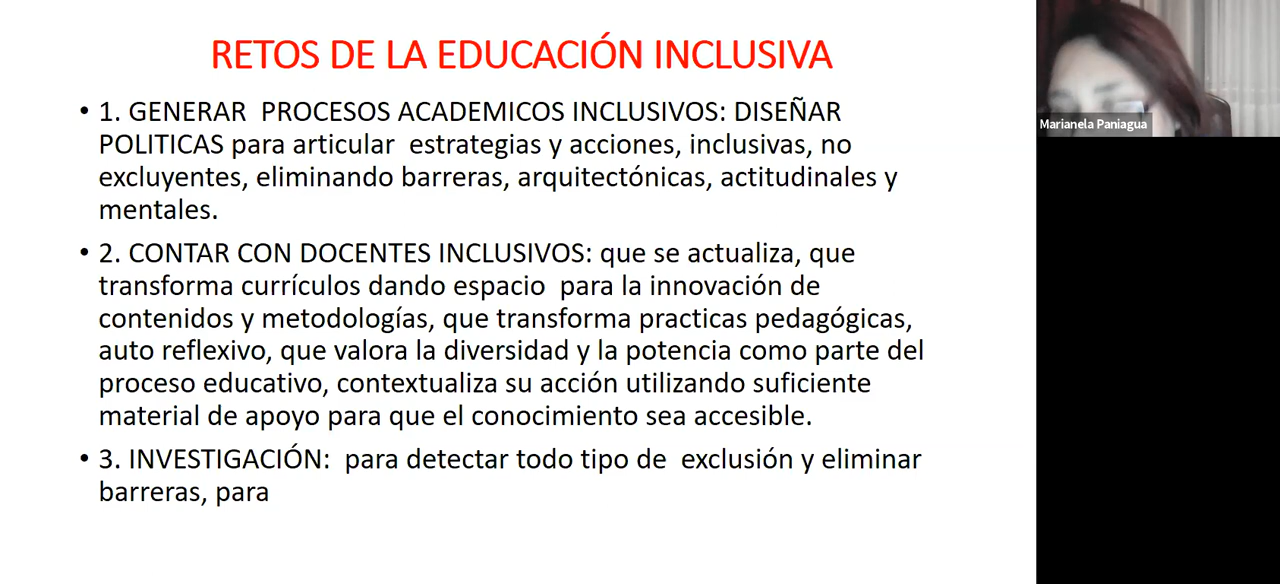 RETOS DE LA EDUCACIÓN INCLUSIVA
• 1. GENERAR  PROCESOS ACADEMICOS INCLUSIVOS: DISEÑAR
POLITICAS para articular  estrategias y acciones, inclusivas, no
excluyentes, eliminando barreras, arquitectónicas, actitudinales y
mentales.
• 2. CONTAR CON DOCENTES INCLUSIVOS: que se actualiza, que
transforma currículos dando espacio  para la innovación de
contenidos y metodologías, que transforma practicas pedagógicas,
auto reflexivo, que valora la diversidad y la potencia como parte del
proceso educativo, contextualiza su acción utilizando suficiente
material de apoyo para que el conocimiento sea accesible.
• 3. INVESTIGACIÓN:  para detectar todo tipo de  exclusión y eliminar
barreras, para
Marianela Paniagua